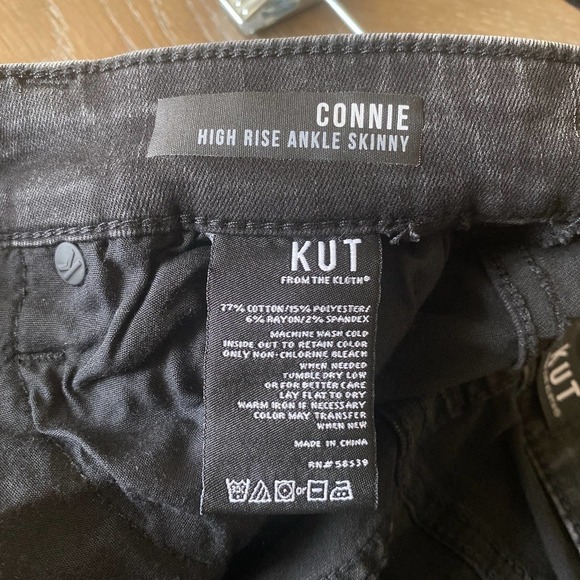 CONNIE
HIGH RISE ANKLE SKINNY
KUT
FROM THE KLOTH®
77% COTTON/15% POLYESTER/
6% RAYON/2% SPANDEX
MACHINE WASH COLD
INSIDE OUT TO RETAIN COLOR
ONLY NON-CHLORINE BLEACH
WHEN NEEDED
TUMBLE DRY LOW
OR FOR BETTER CARE
LAY FLAT TO DRY
WARM IRON IF NECESSARY
COLOR MAY TRANSFER
WHEN NEW
MADE IN CHINA
RN# 58539
or
KUT